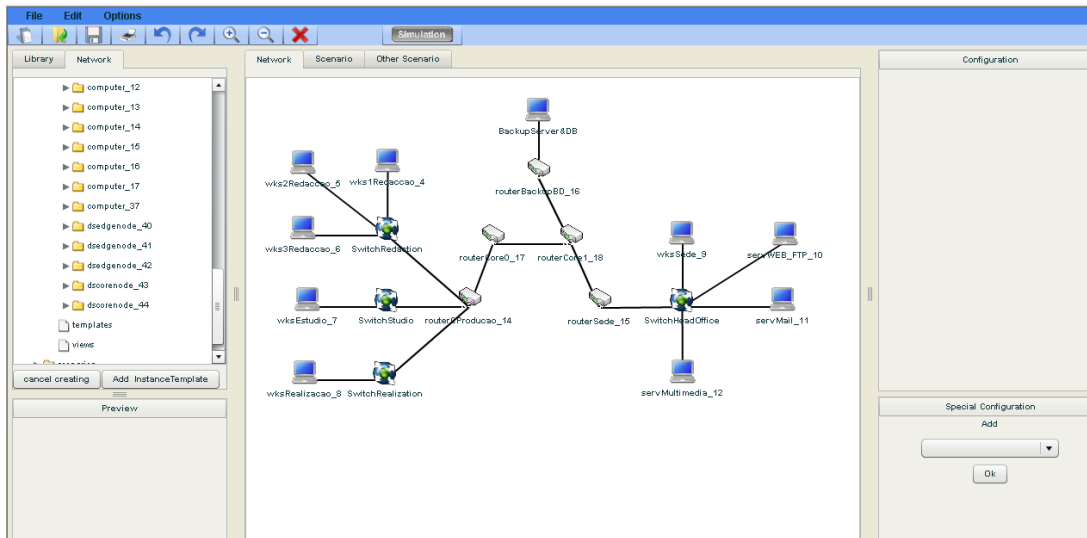 File Edit Options
Simulation
Library Network
computer_12
computer_13
computer_14
computer_15
computer_16
computer_17
computer_37
dsedgenode_40
dsedgenode_41
dsedgenode_42
dscorenode_43
dscorenode_44
templates
views
cancel creating Add InstanceTemplate
Preview
Network Scenario Other Scenario
BackupServer&DB
routerBackupBD_16
wks2Redaccao_5 wks1Redaccao_4
wks3Redaccao_6 SwitchRedaction
routerCore0_17 routerCore1_18
wksSede_9 servWEB_FTP_10
wksEstudio_7 SwitchStudio routerCProducao_14
routerSede_15 SwitchHeadOffice servMail_11
wksRealizacao_8 SwitchRealization
servMultimedia_12
Configuration
Special Configuration
Add
Ok